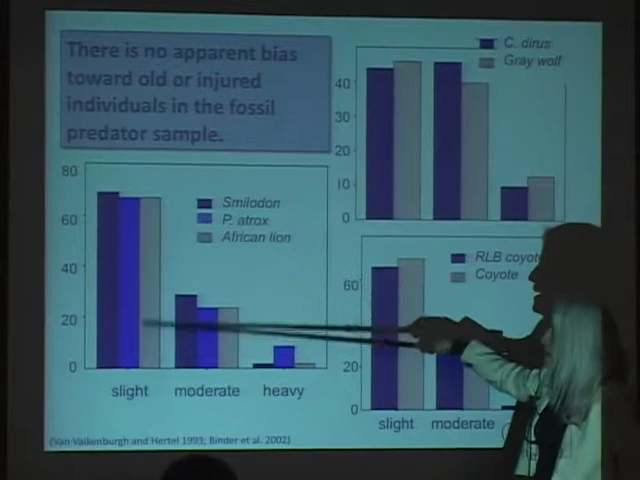 There is no apparent bias
toward old or injured
individuals in the fossil
predator sample.
C. dirus
Gray wolf
40
30
20
10
0
80
60
40
20
0
Smilodon
P. atrox
African lion
slight moderate heavy
RLB coyote
Coyote
60
20
0
slight moderate
(Van Valkenburgh and Hertel 1993; Binder et al. 2002)